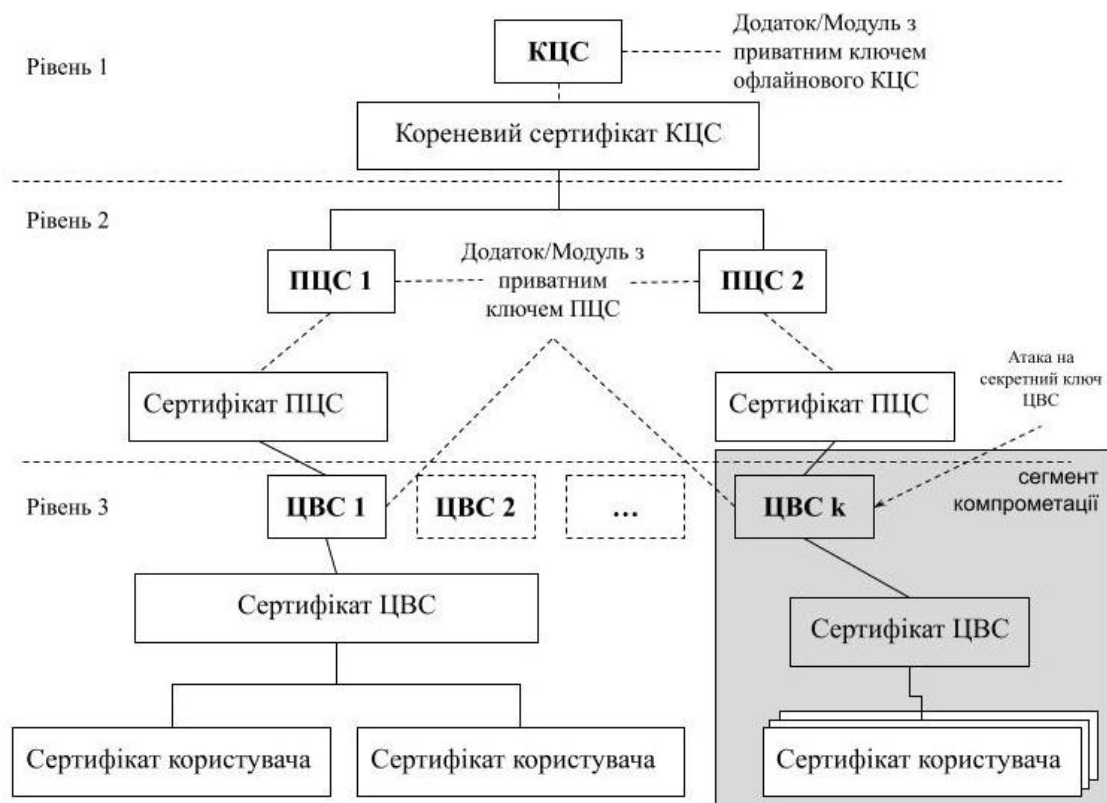 Рівень 1
КЦС
Додаток/Модуль з
приватним ключем
офлайнового КЦС
Кореневий сертифікат КЦС
Рівень 2
ПЦС 1
Додаток/Модуль з
приватним
ключем ПЦС
ПЦС 2
Сертифікат ПЦС
Сертифікат ПЦС
Атака на
секретний ключ
ЦВС
Рівень 3
ЦВС 1
ЦВС 2
...
ЦВС k
сегмент
компрометації
Сертифікат ЦВС
Сертифікат ЦВС
Сертифікат користувача
Сертифікат користувача
Сертифікат користувача